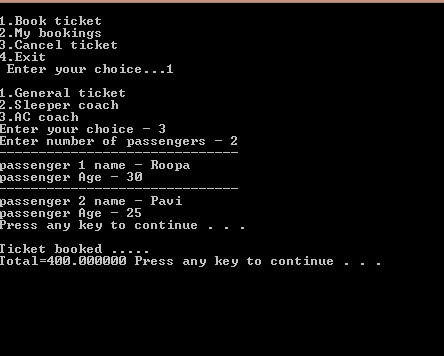 1.Book ticket
2.My bookings
3.Cancel ticket
4.Exit
Enter your choice...1
1.General ticket
2.Sleeper coach
3.AC coach
Enter your choice - 3
Enter number of passengers - 2
------------------------------
passenger 1 name - Roopa
passenger Age - 30
------------------------------
passenger 2 name - Pavi
passenger Age - 25
Press any key to continue . . .
Ticket booked .....
Total=400.000000 Press any key to continue . . .